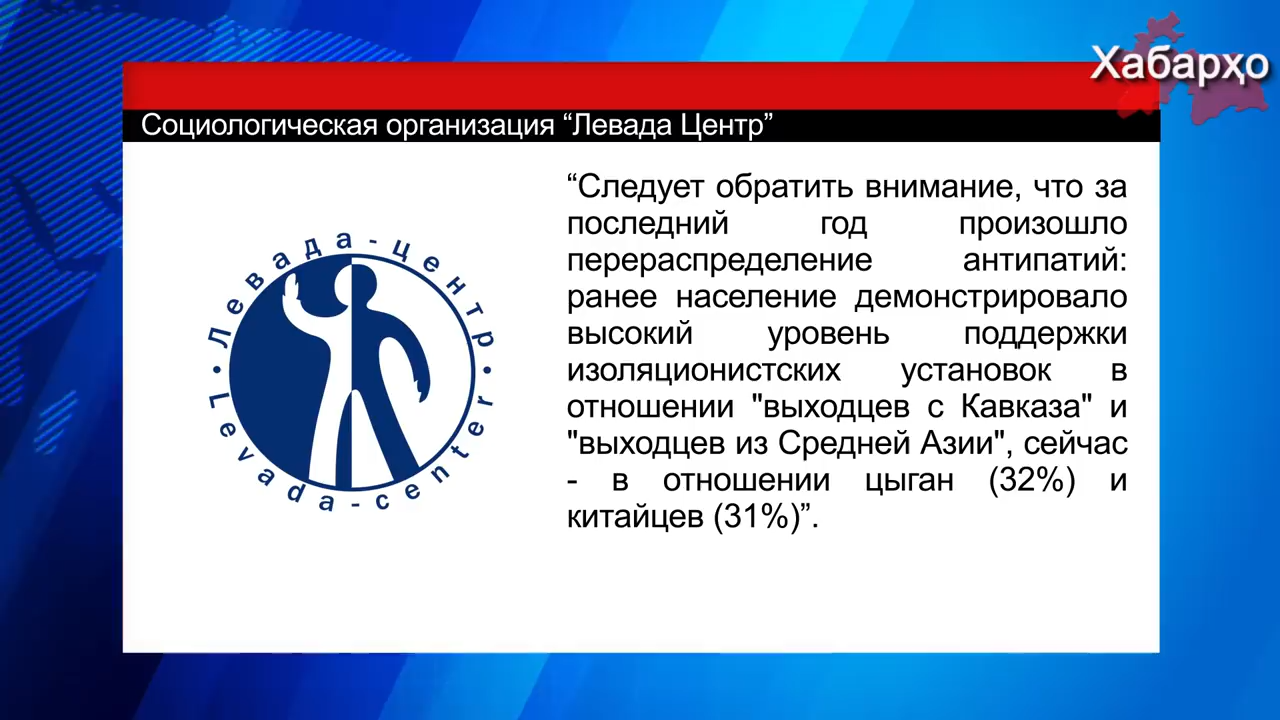 Хабарҳо
Социологическая организация “Левада Центр”
“Следует обратить внимание, что за
последний год произошло
перераспределение антипатий:
ранее население демонстрировало
высокий уровень поддержки
изоляционистских установок в
отношении "выходцев с Кавказа" и
"выходцев из Средней Азии", сейчас
- в отношении цыган (32%) и
китайцев (31%)”.
Левада-центр
Levada-center